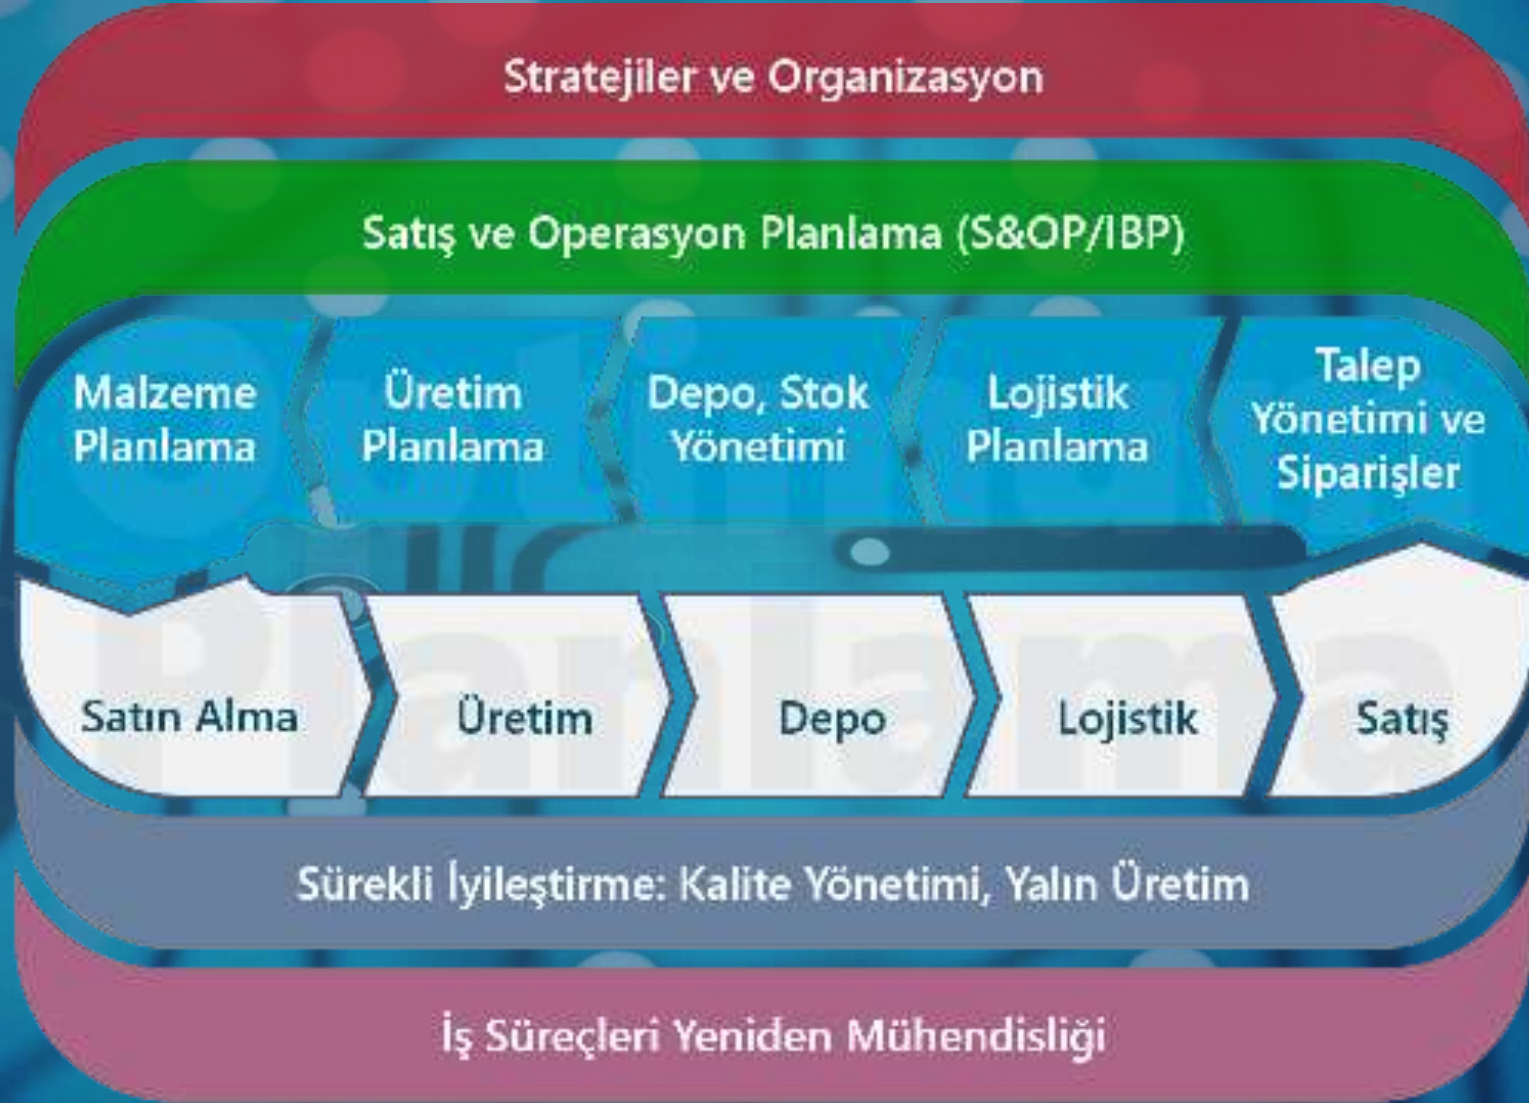 Stratejiler ve Organizasyon
Satış ve Operasyon Planlama (S&OP/IBP)
Malzeme
Planlama
Üretim
Planlama
Depo, Stok
Yönetimi
Lojistik
Planlama
Talep
Yönetimi ve
Siparişler
Satın Alma
Üretim
Depo
Lojistik
Satış
Sürekli İyileştirme: Kalite Yönetimi, Yalın Üretim
İş Süreçleri Yeniden Mühendisliği
Planlama